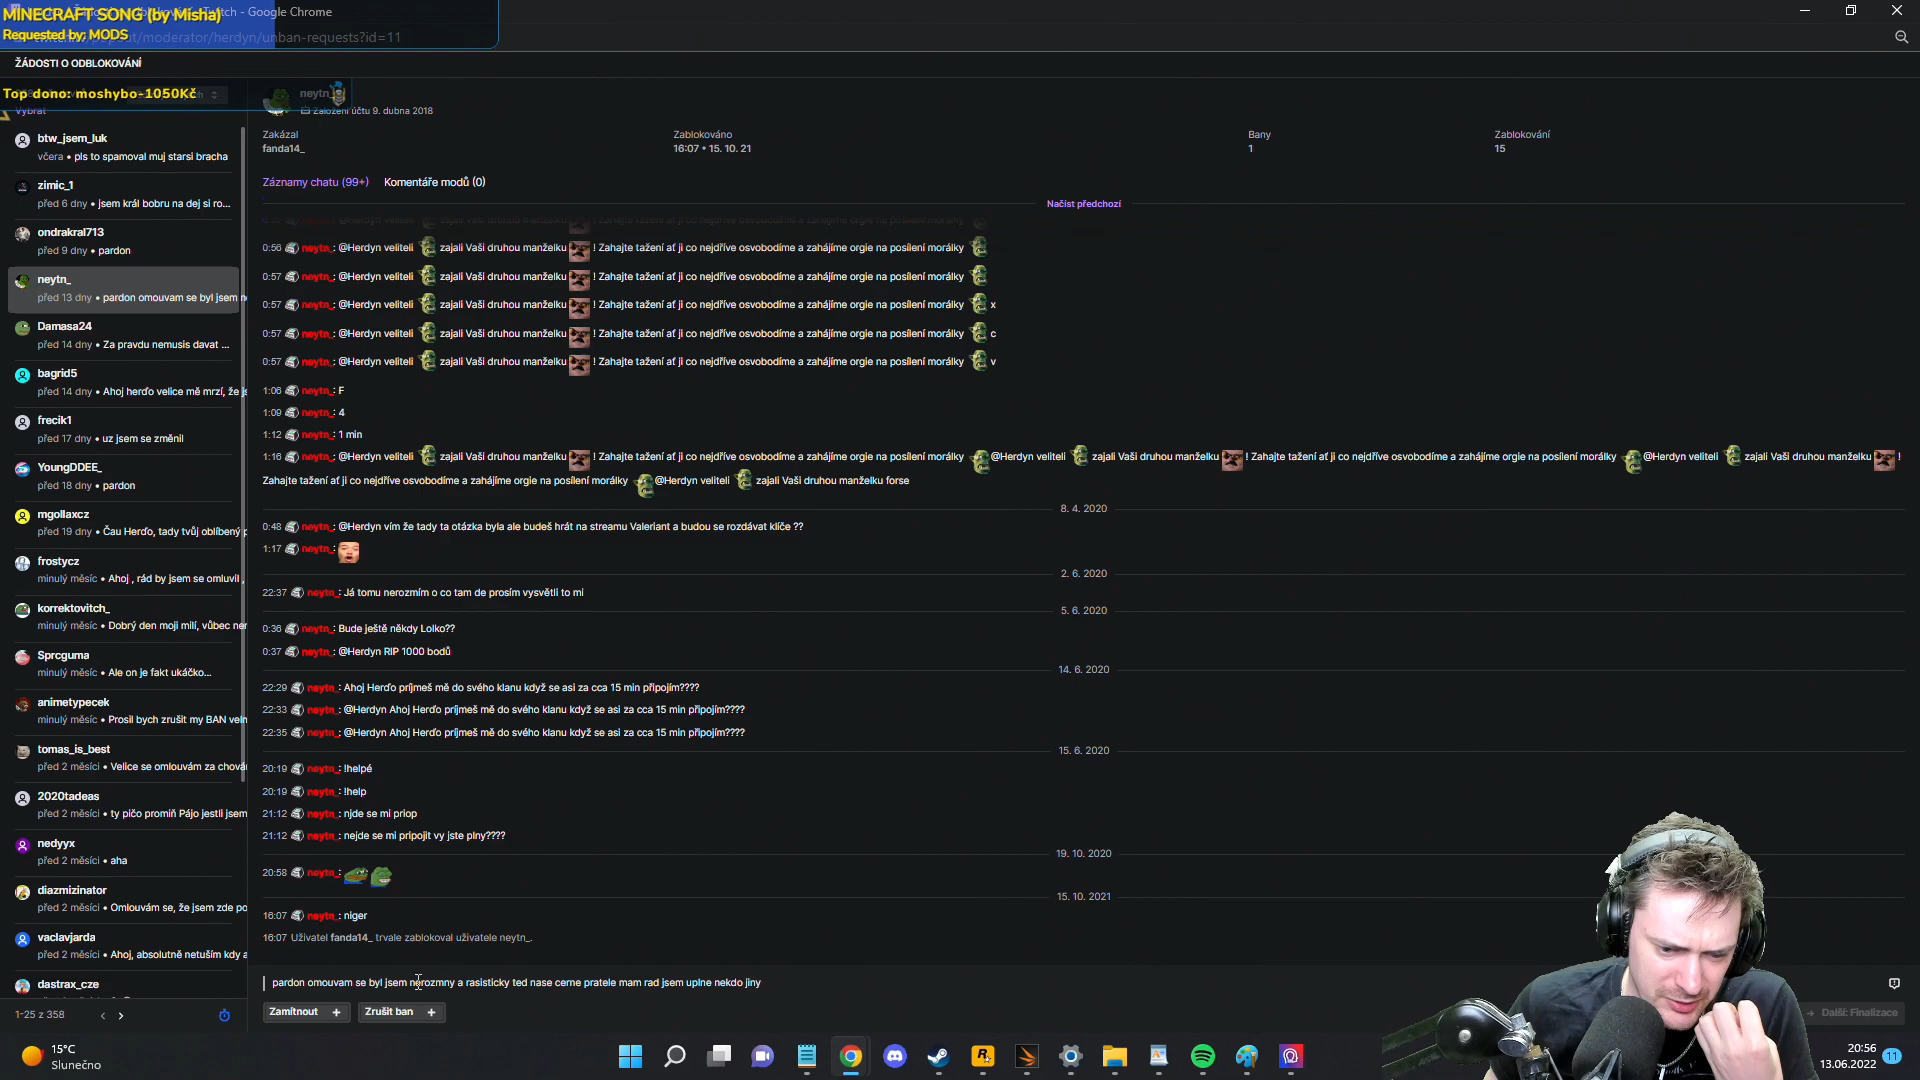 MINECRAFT SONG (by Misha)
Twitch - Google Chrome
Requested by: MODS
/popout/moderator/herdyn/unban-requests?id=11
ŽÁDOSTI O ODBLOKOVÁNÍ
Top dono: moshybo-1050Kč
Vybrat
neytn_
Založení účtu 9. dubna 2018
Zakázal
fanda14_
Zablokováno
16:07 • 15. 10. 21
Bany
1
Zablokování
15
Záznamy chatu (99+)
Komentáře modů (0)
Načíst předchozí
btw_jsem_luk
včera • pls to spamoval muj starsi bracha
zimic_1
před 6 dny • jsem král bobru na dej si ro...
ondrakral713
před 9 dny • pardon
neytn_
před 13 dny • pardon omouvam se byl jsem
Damasa24
před 14 dny • Za pravdu nemusis davat ...
bagrid5
před 14 dny • Ahoj herďo velice mě mrzí, že
frecik1
před 17 dny • uz jsem se změnil
YoungDDEE_
před 18 dny • pardon
mgollaxcz
před 19 dny • Čau Herďo, tady tvůj oblíbený
frostycz
minulý měsíc • Ahoj , rád by jsem se omluvil ,
korrektovitch_
minulý měsíc • Dobrý den moji milí, vůbec
Sprcguma
minulý měsíc • Ale on je fakt ukáčko...
animetypecek
minulý měsíc • Prosil bych zrušit my BAN
tomas_is_best
před 2 měsíci • Velice se omlouvám za
2020tadeas
před 2 měsíci • ty pičo promiň Pájo jestli jsem
nedyyx
před 2 měsíci • aha
diazmizinator
před 2 měsíci • Omlouvám se, že jsem zde
vaclavjarda
před 2 měsíci • Ahoj, absolutně netuším kdy
dastrax_cze
1-25 z 358
0:56 neytn_: @Herdyn veliteli zajali Vaši druhou manželku ! Zahajte tažení ať ji co nejdříve osvobodíme a zahájíme orgie na posílení morálky
0:57 neytn_: @Herdyn veliteli zajali Vaši druhou manželku ! Zahajte tažení ať ji co nejdříve osvobodíme a zahájíme orgie na posílení morálky
0:57 neytn_: @Herdyn veliteli zajali Vaši druhou manželku ! Zahajte tažení ať ji co nejdříve osvobodíme a zahájíme orgie na posílení morálky x
0:57 neytn_: @Herdyn veliteli zajali Vaši druhou manželku ! Zahajte tažení ať ji co nejdříve osvobodíme a zahájíme orgie na posílení morálky c
0:57 neytn_: @Herdyn veliteli zajali Vaši druhou manželku ! Zahajte tažení ať ji co nejdříve osvobodíme a zahájíme orgie na posílení morálky v
1:06 neytn_: F
1:09 neytn_: 4
1:12 neytn_: 1 min
1:16 neytn_: @Herdyn veliteli zajali Vaši druhou manželku ! Zahajte tažení ať ji co nejdříve osvobodíme a zahájíme orgie na posílení morálky @Herdyn veliteli zajali Vaši druhou manželku ! Zahajte tažení ať ji co nejdříve osvobodíme a zahájíme orgie na posílení morálky @Herdyn veliteli zajali Vaši druhou manželku !
Zahajte tažení ať ji co nejdříve osvobodíme a zahájíme orgie na posílení morálky @Herdyn veliteli zajali Vaši druhou manželku forse
8. 4. 2020
0:48 neytn_: @Herdyn vím že tady ta otázka byla ale budeš hrát na streamu Valeriant a budou se rozdávat klíče ??
1:17 neytn_:
2. 6. 2020
22:37 neytn_: Já tomu nerozmím o co tam de prosím vysvětli to mi
5. 6. 2020
0:36 neytn_: Bude ještě někdy Lolko??
0:37 neytn_: @Herdyn RIP 1000 bodů
14. 6. 2020
22:29 neytn_: Ahoj Herďo príjmeš mě do svého klanu když se asi za cca 15 min připojím????
22:33 neytn_: @Herdyn Ahoj Herďo príjmeš mě do svého klanu když se asi za cca 15 min připojím????
22:35 neytn_: @Herdyn Ahoj Herďo príjmeš mě do svého klanu když se asi za cca 15 min připojím????
15. 6. 2020
20:19 neytn_: !helpé
20:19 neytn_: !help
21:12 neytn_: njde se mi priop
21:12 neytn_: nejde se mi pripojit vy jste plny????
19. 10. 2020
20:58 neytn_:
15. 10. 2021
16:07 neytn_: niger
16:07 Uživatel fanda14_ trvale zablokoval uživatele neytn_.
pardon omouvam se byl jsem nerozmny a rasisticky ted nase cerne pratele mam rad jsem uplne nekdo jiny
Zamítnout +
Zrušit ban +
Další: Finalizace
15°C
Slunečno
20:56
13.06.2022
11